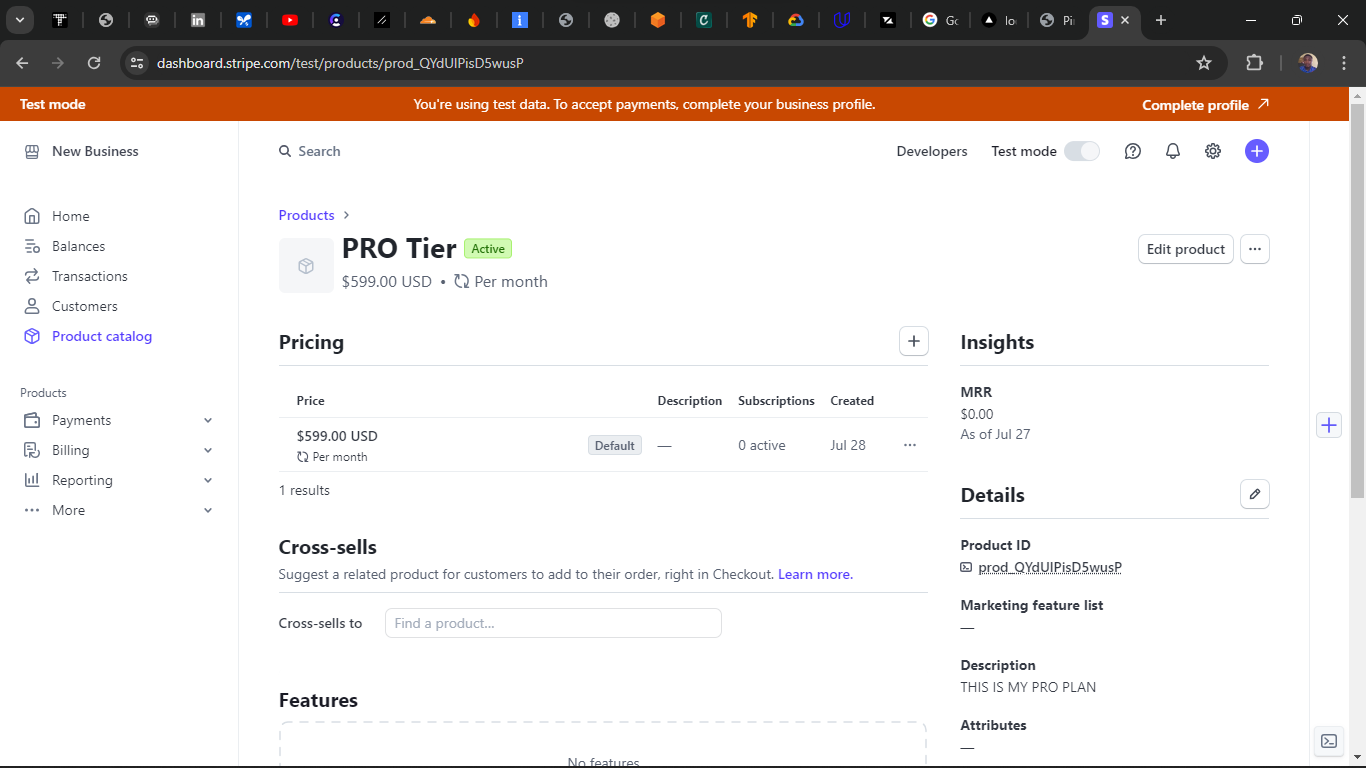 Go
lo
Pi
S
dashboard.stripe.com/test/products/prod_QYdUIPisD5wusP
Test mode
You're using test data. To accept payments, complete your business profile.
Complete profile
New Business
Search
Developers
Test mode
Home
Balances
Transactions
Customers
Product catalog
Products
Payments
Billing
Reporting
More
Products
PRO Tier
Active
$599.00 USD • Per month
Edit product
Pricing
Price
Description
Subscriptions
Created
$599.00 USD
Per month
Default
—
0 active
Jul 28
1 results
Cross-sells
Suggest a related product for customers to add to their order, right in Checkout. Learn more.
Cross-sells to
Find a product...
Features
No features
Insights
MRR
$0.00
As of Jul 27
Details
Product ID
prod_QYdUIPisD5wusP
Marketing feature list
—
Description
THIS IS MY PRO PLAN
Attributes
—